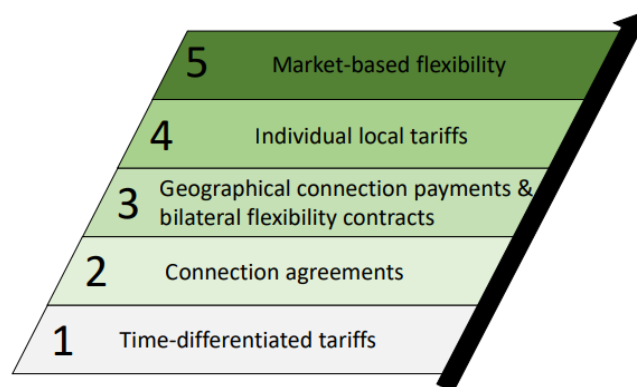 5 Market-based flexibility
4 Individual local tariffs
3 Geographical connection payments &
bilateral flexibility contracts
2 Connection agreements
1 Time-differentiated tariffs